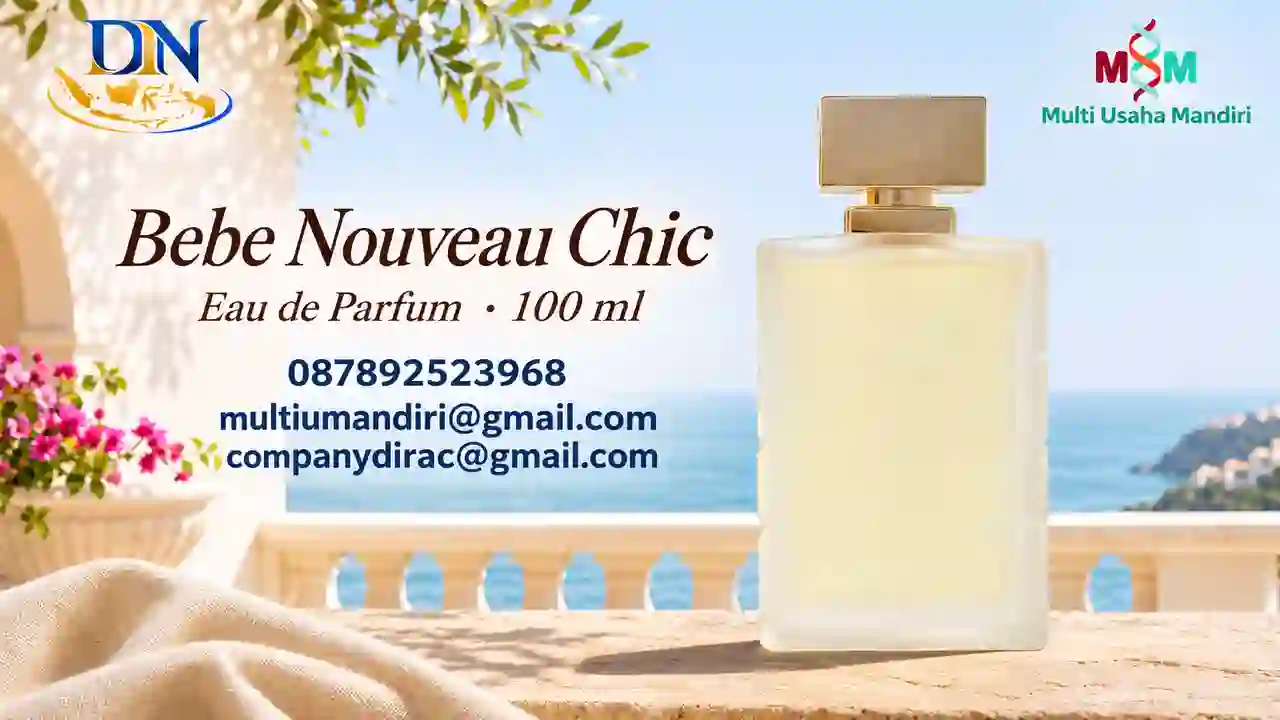 DN
MSM
Multi Usaha Mandiri
Bebe Nouveau Chic
Eau de Parfum • 100 ml
087892523968
multiumandiri@gmail.com
companydirac@gmail.com